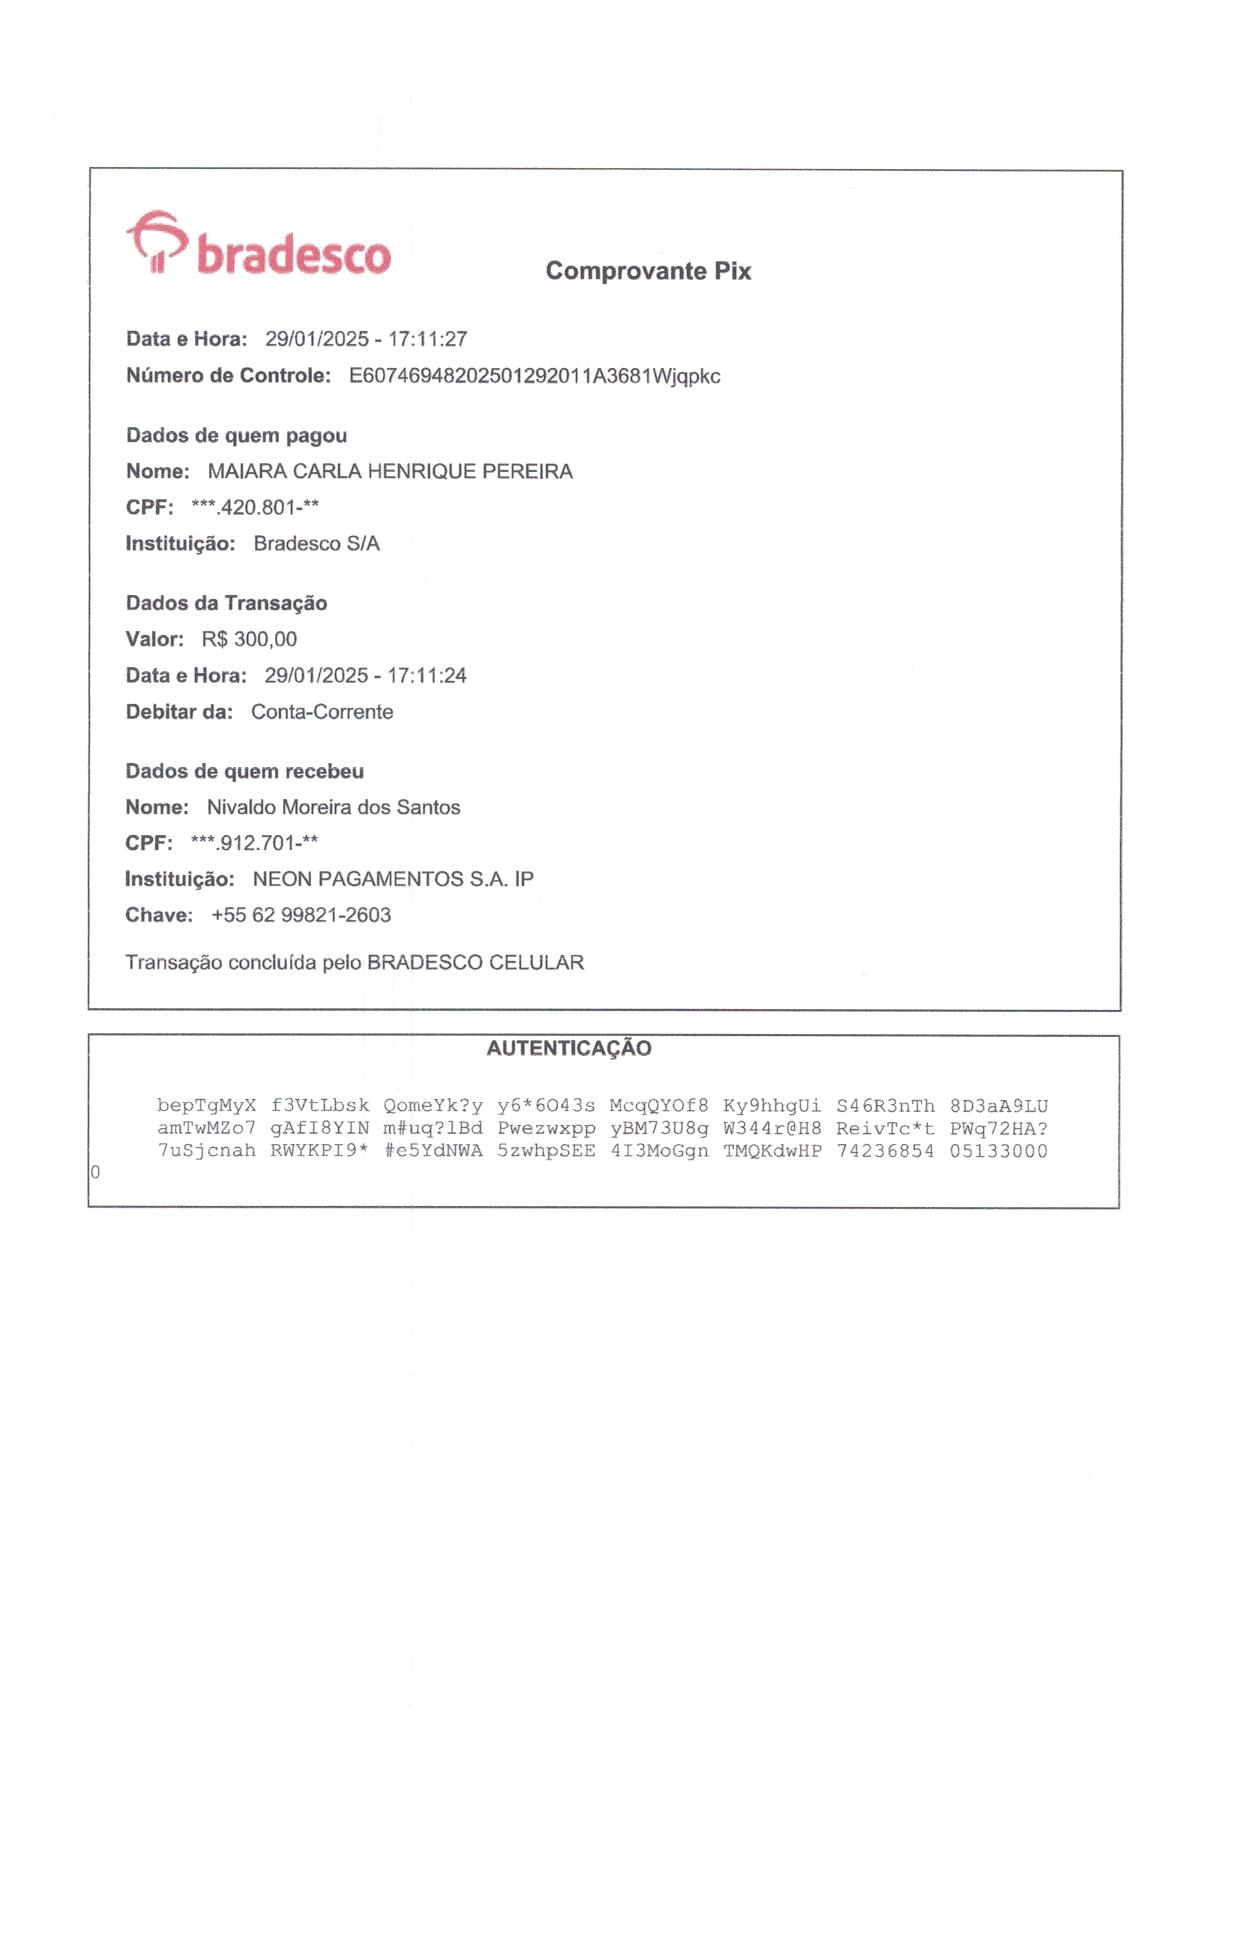 bradesco
Comprovante Pix
Data e Hora: 29/01/2025 - 17:11:27
Número de Controle: E60746948202501292011A3681Wjqpkc
Dados de quem pagou
Nome: MAIARA CARLA HENRIQUE PEREIRA
CPF: ***.420.801-**
Instituição: Bradesco S/A
Dados da Transação
Valor: R$ 300,00
Data e Hora: 29/01/2025 - 17:11:24
Debitar da: Conta-Corrente
Dados de quem recebeu
Nome: Nivaldo Moreira dos Santos
CPF: ***.912.701-**
Instituição: NEON PAGAMENTOS S.A. IP
Chave: +55 62 99821-2603
Transação concluída pelo BRADESCO CELULAR
AUTENTICAÇÃO
bepTgMyX f3VtLbsk QomeYk?y y6*6O43s McqQYOf8 Ky9hhgUi S46R3nTh 8D3aA9LU
amTwMZo7 gAfI8YIN m#uq?lBd Pwezwxpp yBM73U8g W344r@H8 ReivTc*t PWq72HA?
7uSjcnah RWYKPI9* #e5YdNWA 5zwhpSEE 4I3MoGgn TMQKdwHP 74236854 05133000
0